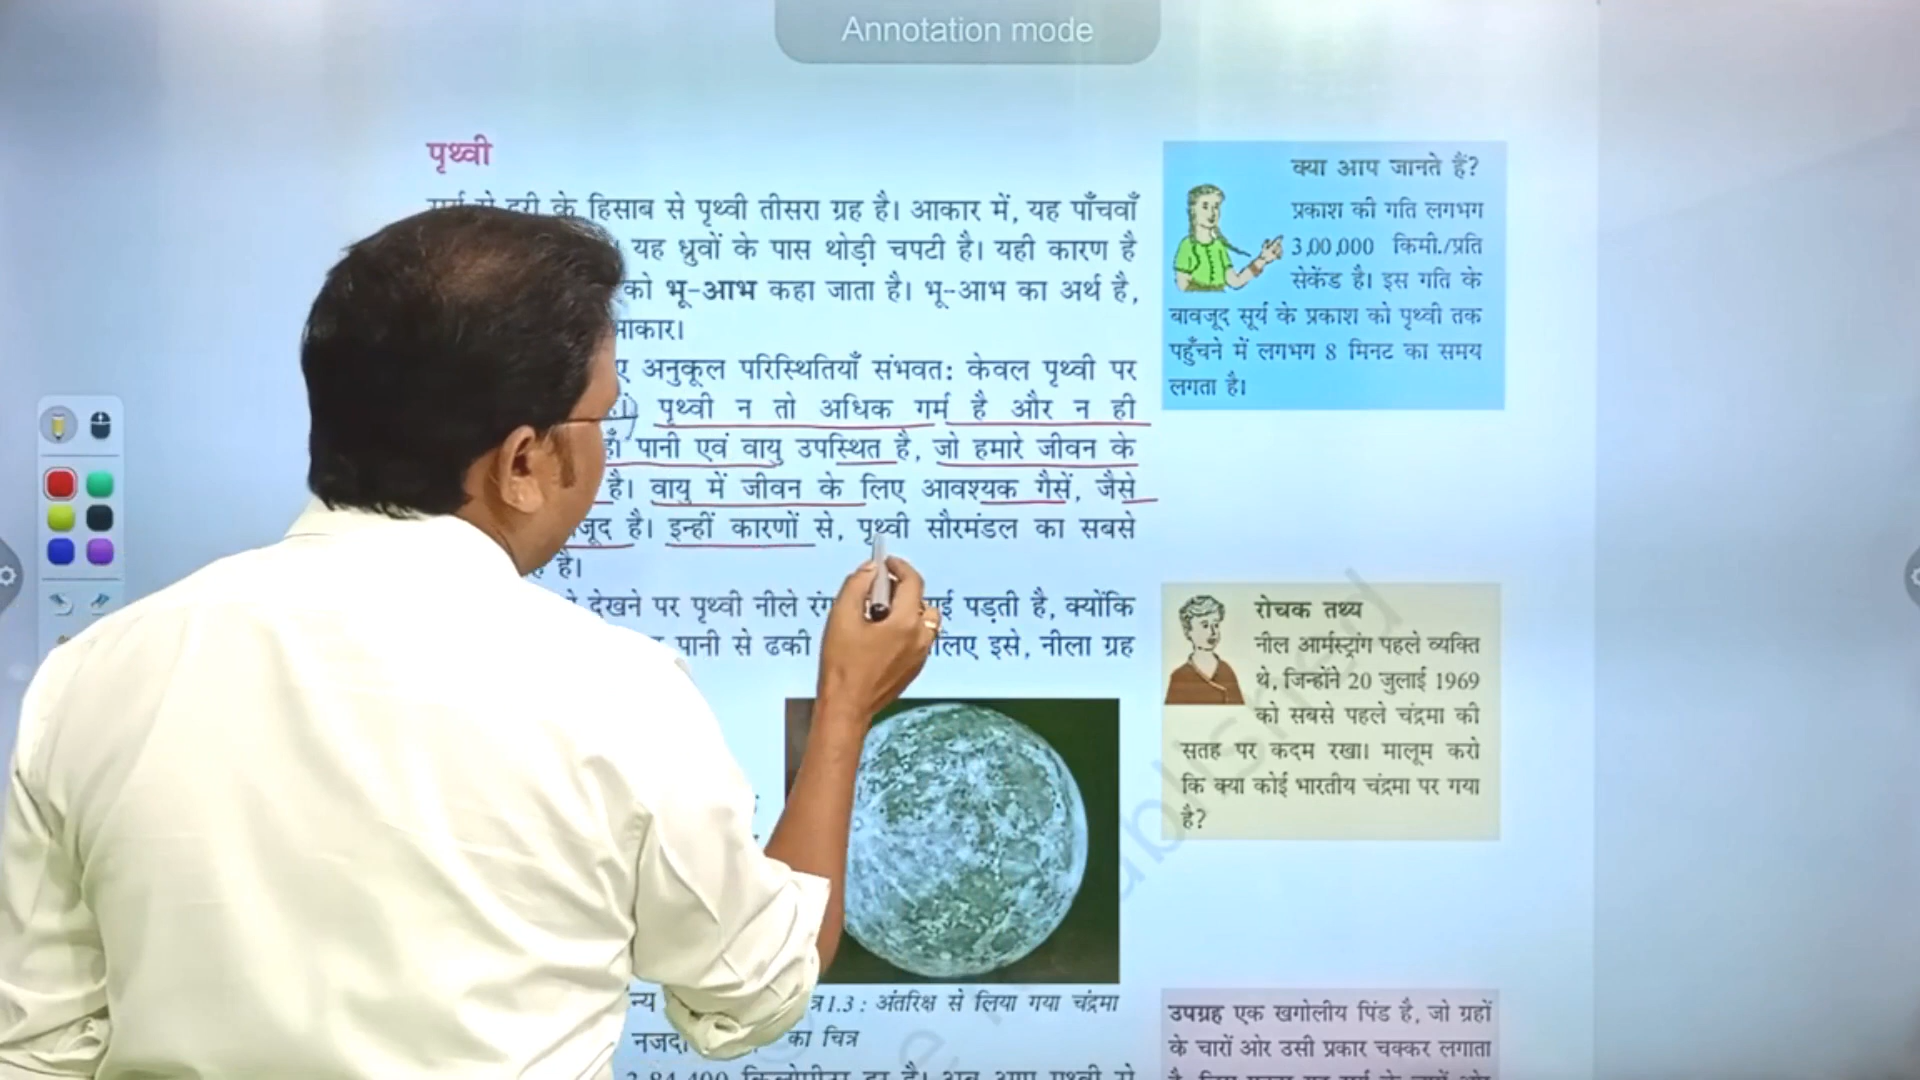 Annotation mode
पृथ्वी
के हिसाब से पृथ्वी तीसरा ग्रह है। आकार में, यह पाँचवाँ
यह ध्रुवों के पास थोड़ी चपटी है। यही कारण है
को भू-आभ कहा जाता है। भू-आभ का अर्थ है,
आकार।
अनुकूल परिस्थितियाँ संभवत: केवल पृथ्वी पर
पृथ्वी न तो अधिक गर्म है और न ही
पानी एवं वायु उपस्थित है, जो हमारे जीवन के
है। वायु में जीवन के लिए आवश्यक गैसें, जैसे
है। इन्हीं कारणों से, पृथ्वी सौरमंडल का सबसे
है।
देखने पर पृथ्वी नीले पड़ती है, क्योंकि
पानी से ढकी इसे, नीला ग्रह
1.3 : अंतरिक्ष से लिया गया चंद्रमा
का चित्र
क्या आप जानते हैं?
प्रकाश की गति लगभग
3,00,000 किमी./प्रति
सेकेंड है। इस गति के
बावजूद सूर्य के प्रकाश को पृथ्वी तक
पहुँचने में लगभग 8 मिनट का समय
लगता है।
रोचक तथ्य
नील आर्मस्ट्रांग पहले व्यक्ति
थे, जिन्होंने 20 जुलाई 1969
को सबसे पहले चंद्रमा की
सतह पर कदम रखा। मालूम करो
कि क्या कोई भारतीय चंद्रमा पर गया
है?
उपग्रह एक खगोलीय पिंड है, जो ग्रहों
के चारों ओर उसी प्रकार चक्कर लगाता